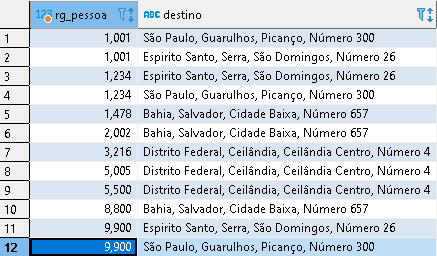 123 rg_pessoa ABC destino
1 1,001 São Paulo, Guarulhos, Picanço, Número 300
2 1,001 Espirito Santo, Serra, São Domingos, Número 26
3 1,234 Espirito Santo, Serra, São Domingos, Número 26
4 1,234 São Paulo, Guarulhos, Picanço, Número 300
5 1,478 Bahia, Salvador, Cidade Baixa, Número 657
6 2,002 Bahia, Salvador, Cidade Baixa, Número 657
7 3,216 Distrito Federal, Ceilândia, Ceilândia Centro, Número 4
8 5,005 Distrito Federal, Ceilândia, Ceilândia Centro, Número 4
9 5,500 Distrito Federal, Ceilândia, Ceilândia Centro, Número 4
10 8,800 Bahia, Salvador, Cidade Baixa, Número 657
11 9,900 Espirito Santo, Serra, São Domingos, Número 26
12 9,900 São Paulo, Guarulhos, Picanço, Número 300